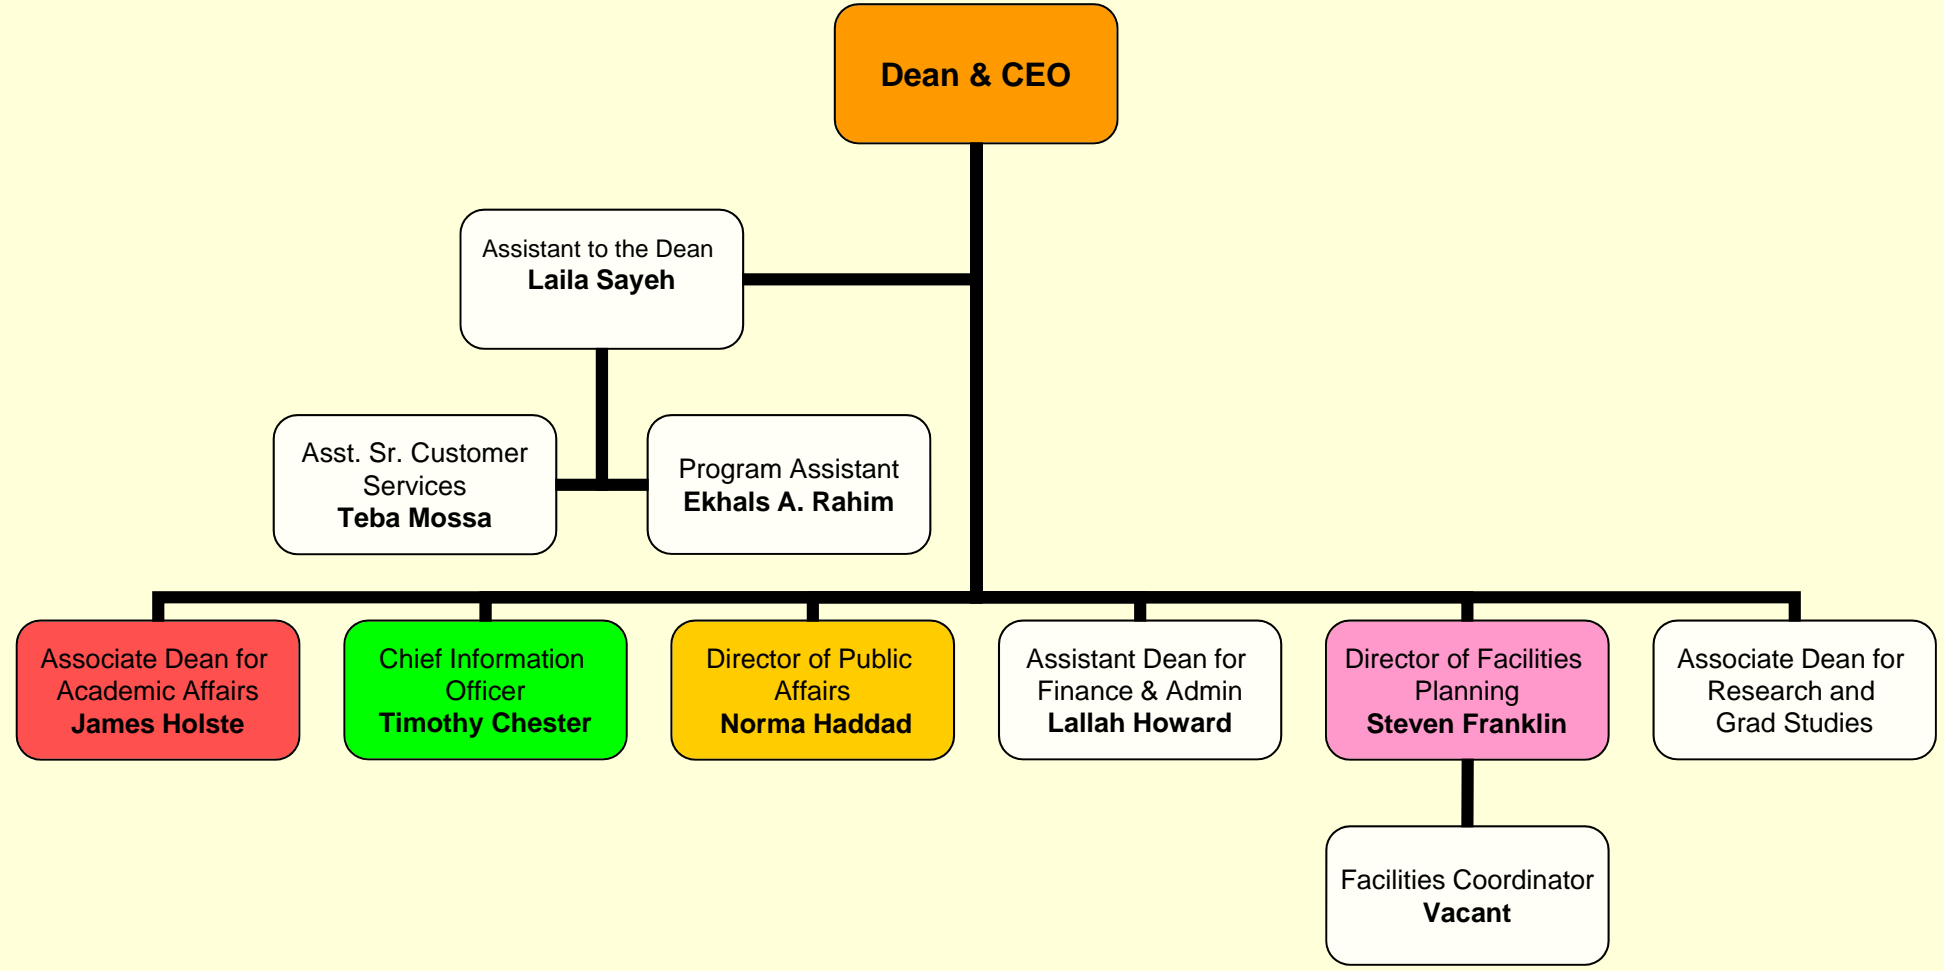 Dean & CEO
Assistant to the Dean
Laila Sayeh
Asst. Sr. Customer
Services
Teba Mossa
Program Assistant
Ekhals A. Rahim
Associate Dean for
Academic Affairs
James Holste
Chief Information
Officer
Timothy Chester
Director of Public
Affairs
Norma Haddad
Assistant Dean for
Finance & Admin
Lallah Howard
Director of Facilities
Planning
Steven Franklin
Associate Dean for
Research and
Grad Studies
Facilities Coordinator
Vacant